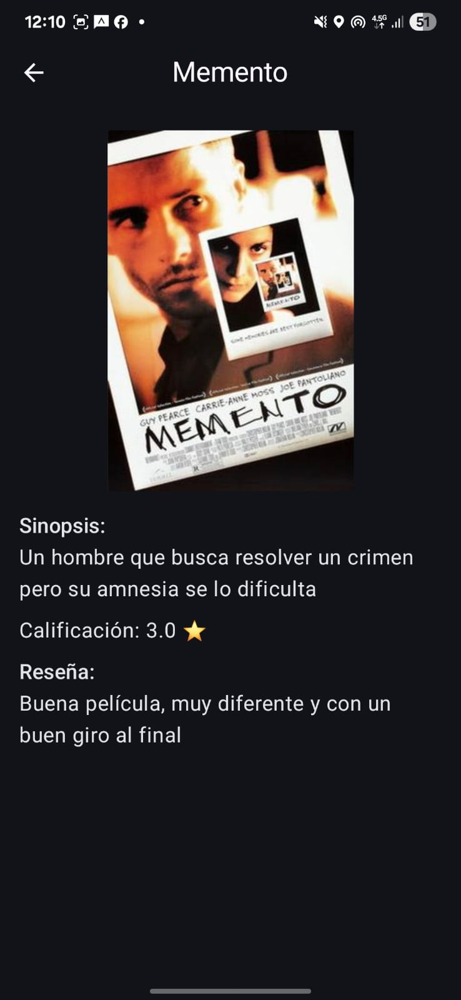 12:10
4.5G
51
Memento
MEMENTO
SOME MEMORIES ARE BEST FORGOTTEN.
GUY PEARCE CARRIE-ANNE MOSS JOE PANTOLIANO
MEMENTO
R
Sinopsis:
Un hombre que busca resolver un crimen
pero su amnesia se lo dificulta
Calificación: 3.0 ⭐
Reseña:
Buena película, muy diferente y con un
buen giro al final